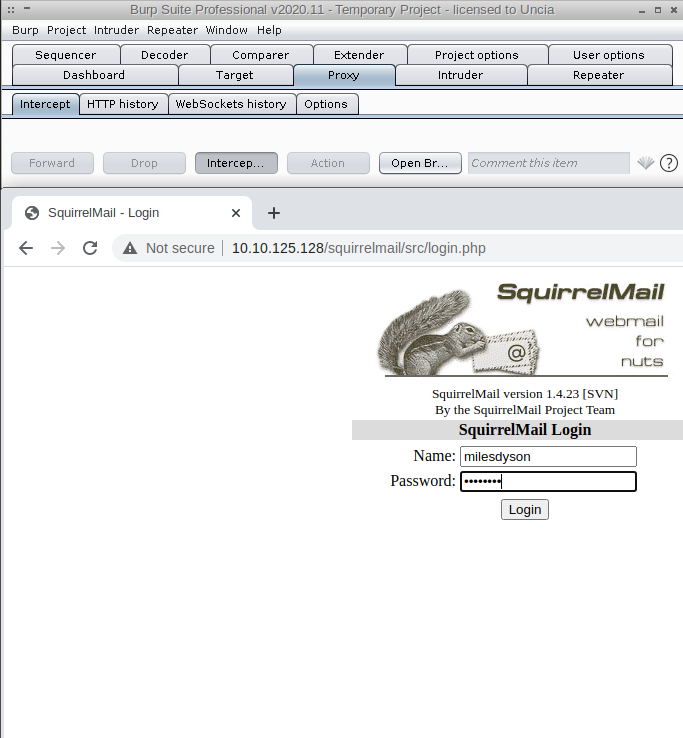 Burp Suite Professional v2020.11 - Temporary Project - licensed to Uncia
Burp Project Intruder Repeater Window Help
Sequencer Decoder Comparer Extender Project options User options
Dashboard Target Proxy Intruder Repeater
Intercept HTTP history WebSockets history Options
Forward Drop Intercep... Action Open Br... Comment this item ?
SquirrelMail - Login
Not secure 10.10.125.128/squirrelmail/src/login.php
SquirrelMail
webmail
for
nuts
@
SquirrelMail version 1.4.23 [SVN]
By the SquirrelMail Project Team
SquirrelMail Login
Name: milesdyson
Password: ••••••••
Login